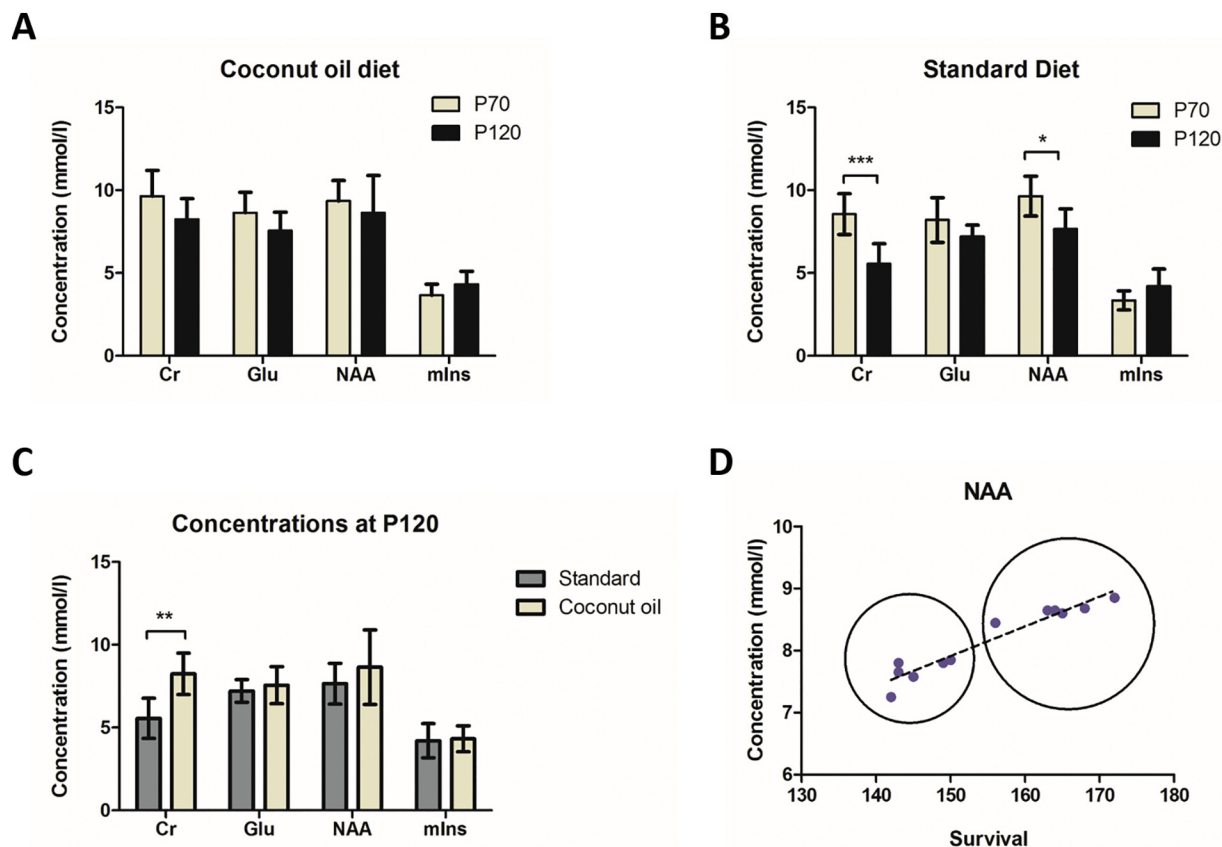 A
Coconut oil diet
P70
P120
Concentration (mmol/l)
15
10
5
0
Cr Glu NAA mIns
B
Standard Diet
P70
P120
Concentration (mmol/l)
15
10
5
0
***
*
Cr Glu NAA mIns
C
Concentrations at P120
Standard
Coconut oil
Concentration (mmol/l)
15
10
5
0
**
Cr Glu NAA mIns
D
NAA
Concentration (mmol/l)
10
9
8
7
6
130 140 150 160 170 180
Survival